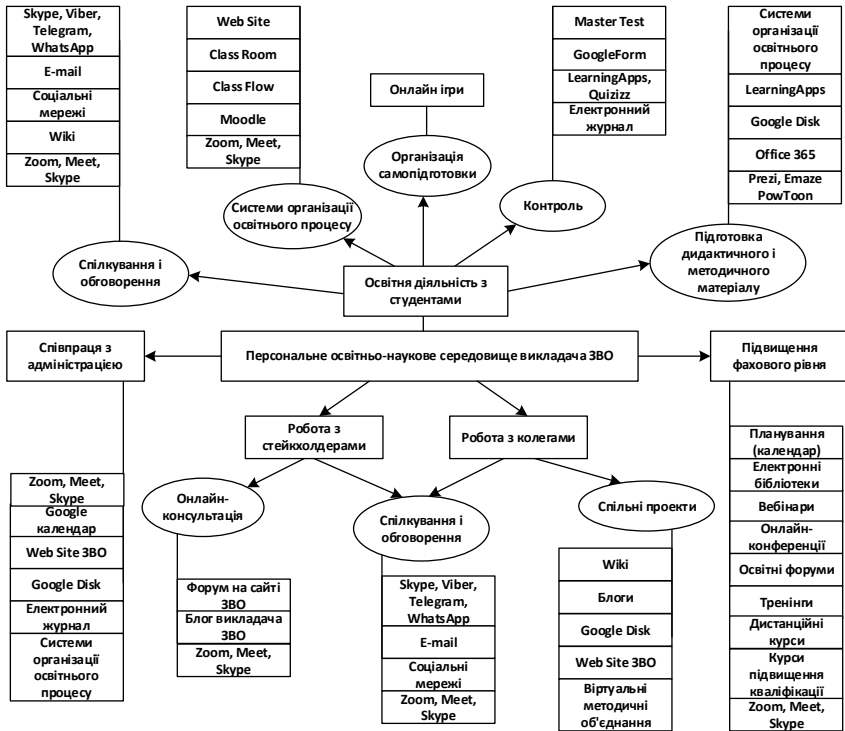 Skype, Viber,
Telegram,
WhatsApp
E-mail
Соціальні
мережі
Wiki
Zoom, Meet,
Skype
Web Site
Class Room
Class Flow
Moodle
Zoom, Meet,
Skype
Онлайн ігри
Master Test
GoogleForm
LearningApps,
Quizizz
Електронний
журнал
Системи
організації
освітнього
процесу
LearningApps
Google Disk
Office 365
Prezi, Emaze
PowToon
Організація
самопідготовки
Системи організації
освітнього процесу
Контроль
Підготовка
дидактичного і
методичного
матеріалу
Спілкування і
обговорення
Освітня діяльність з
студентами
Співпраця з
адміністрацією
Персональне освітньо-наукове середовище викладача ЗВО
Підвищення
фахового рівня
Робота з
стейкхолдерами
Робота з колегами
Онлайн-
консультація
Спілкування і
обговорення
Спільні проекти
Zoom, Meet,
Skype
Google
календар
Web Site ЗВО
Google Disk
Електронний
журнал
Системи
організації
освітнього
процесу
Форум на сайті
ЗВО
Блог викладача
ЗВО
Zoom, Meet,
Skype
Skype, Viber,
Telegram,
WhatsApp
E-mail
Соціальні
мережі
Zoom, Meet,
Skype
Wiki
Блоги
Google Disk
Web Site ЗВО
Віртуальні
методичні
об'єднання
Планування
(календар)
Електронні
бібліотеки
Вебінари
Онлайн-
конференції
Освітні форуми
Тренінги
Дистанційні
курси
Курси
підвищення
кваліфікації
Zoom, Meet,
Skype